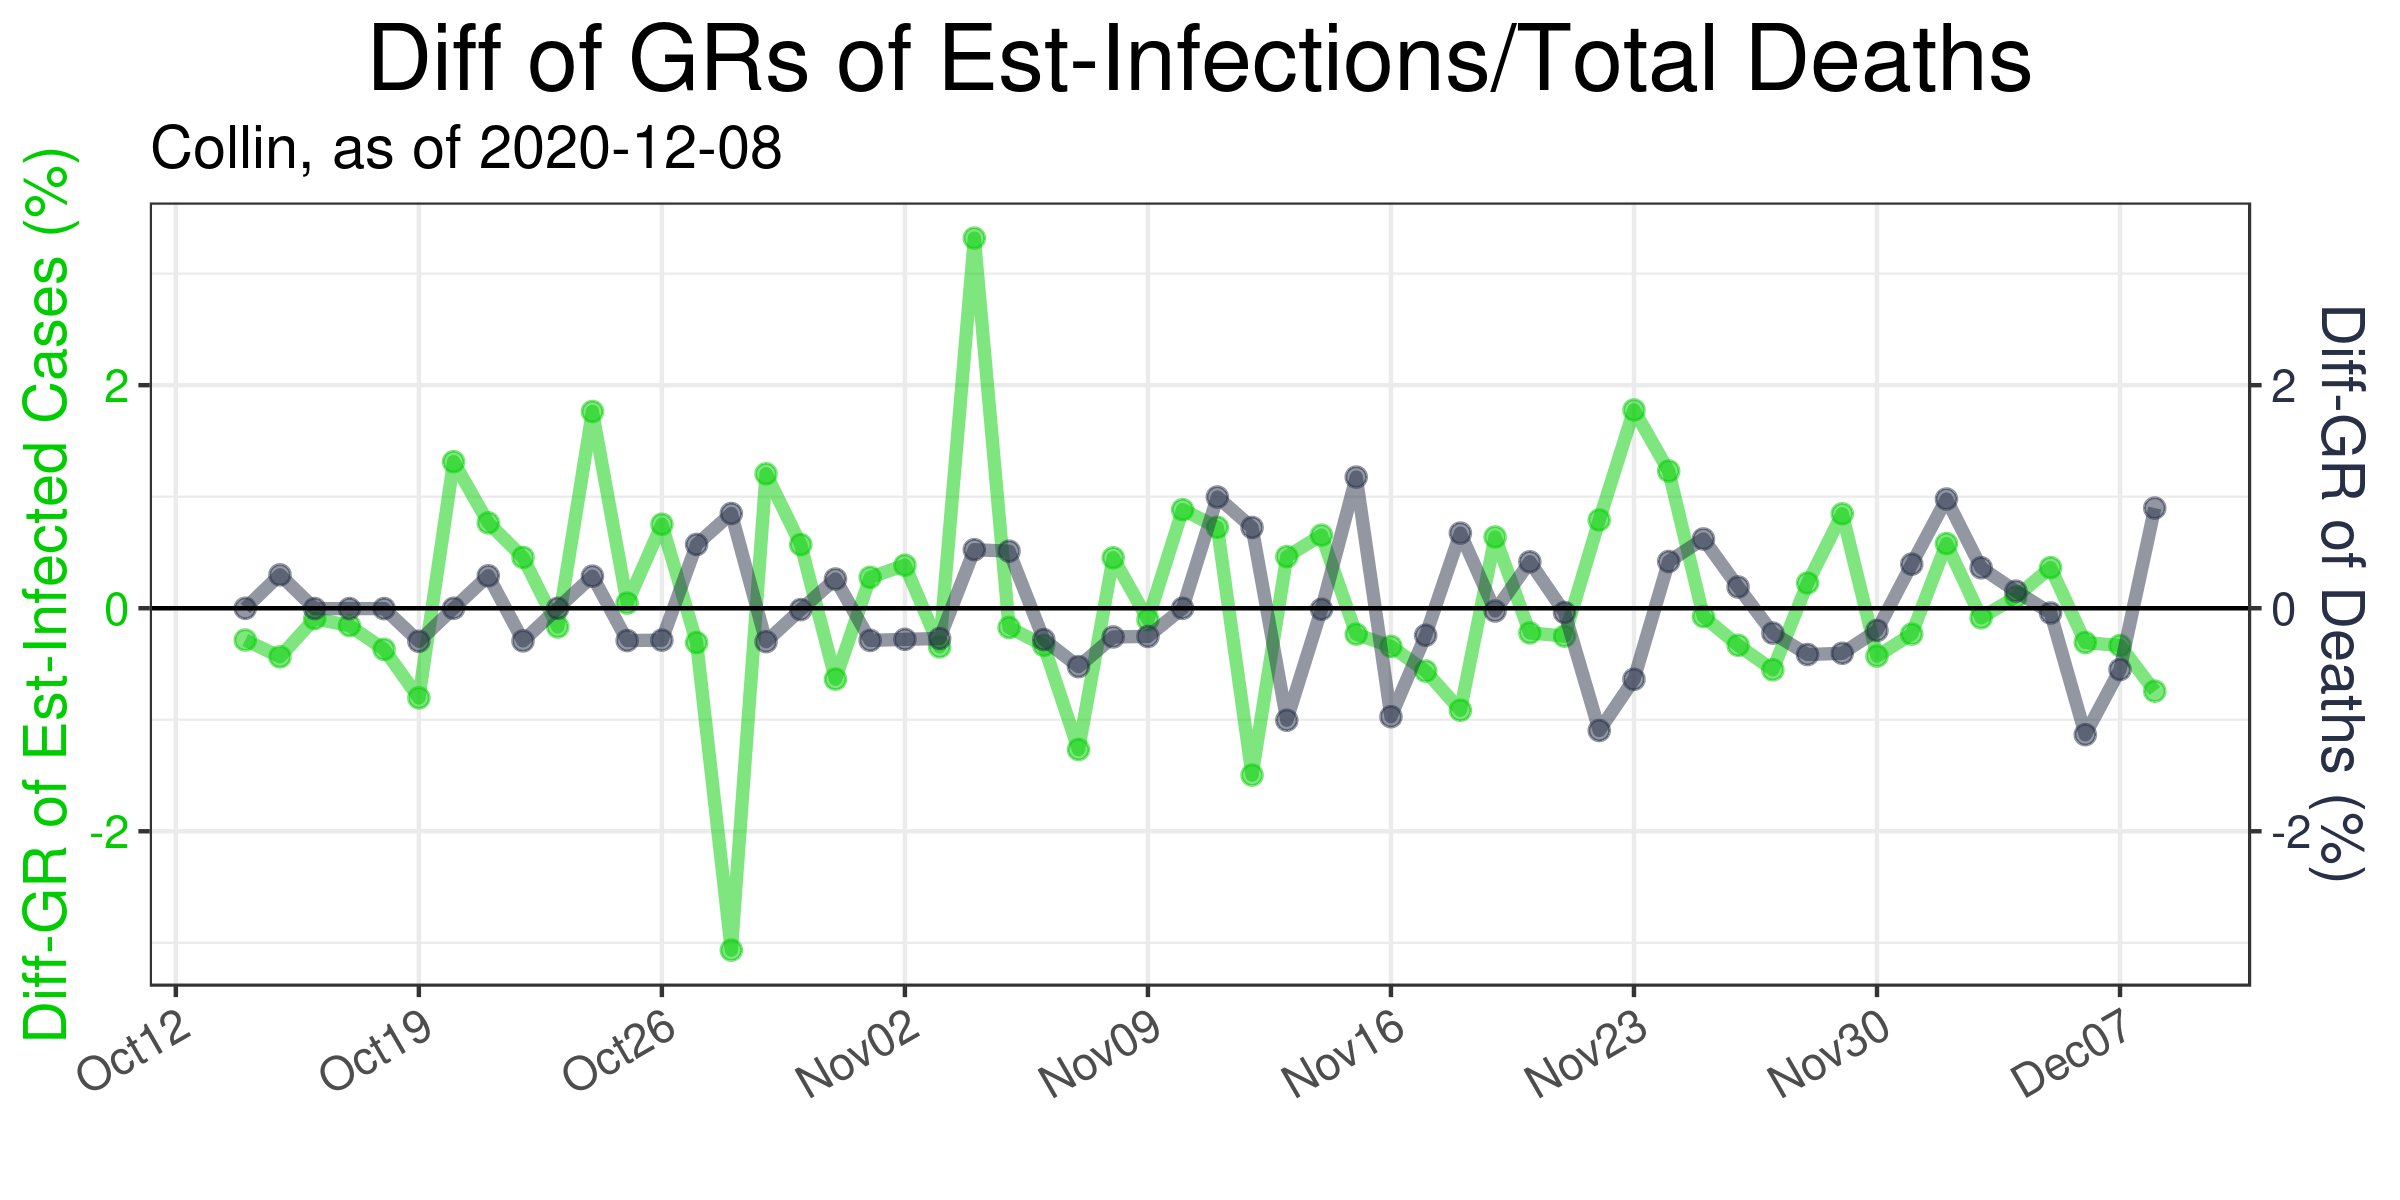 Diff of GRs of Est-Infections/Total Deaths
Collin, as of 2020-12-08
Diff-GR of Est-Infected Cases (%)
2
0
-2
2
0
-2
Diff-GR of Deaths (%)
Oct12
Oct19
Oct26
Nov02
Nov09
Nov16
Nov23
Nov30
Dec07